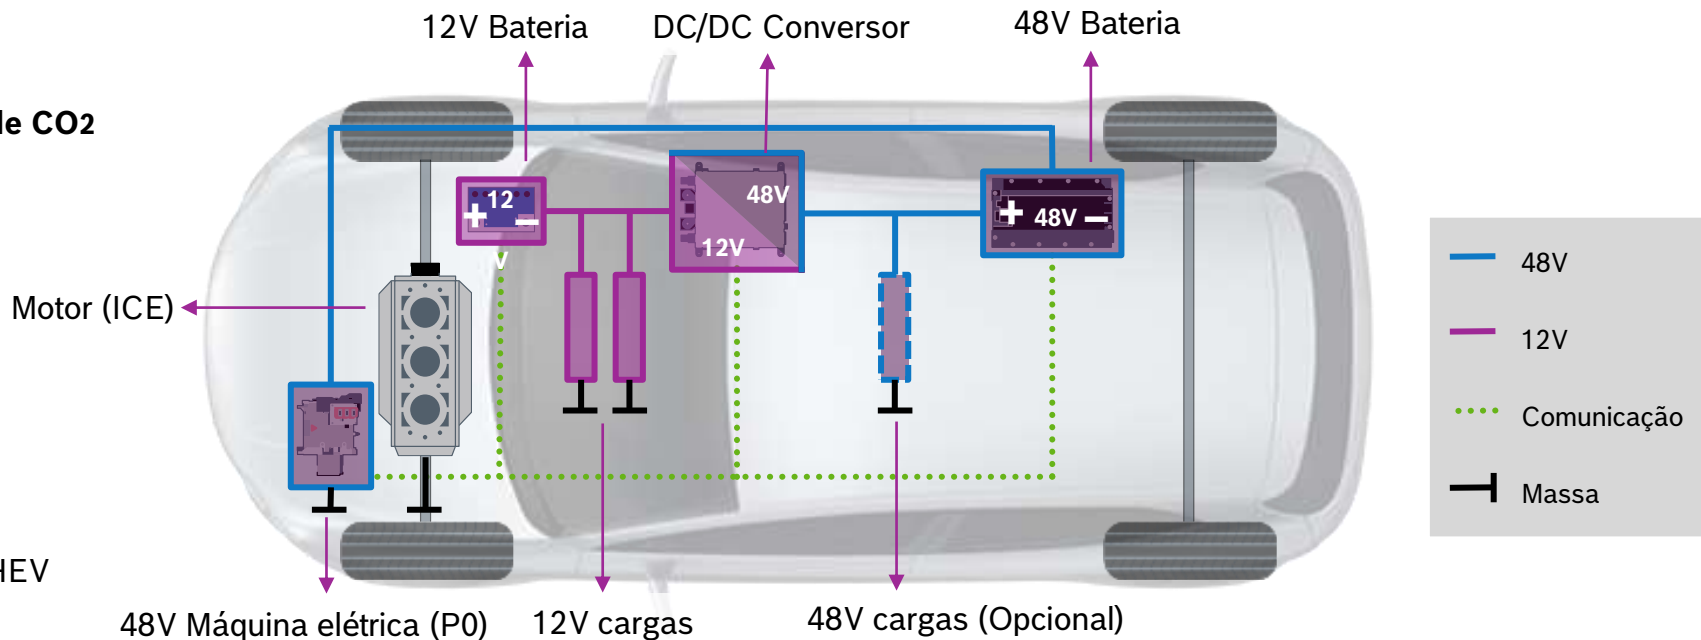 12V Bateria
DC/DC Conversor
48V Bateria
de CO2
12
+ -
V
48V
12V
+ 48V -
48V
12V
Comunicação
Massa
Motor (ICE)
HEV
48V Máquina elétrica (P0)
12V cargas
48V cargas (Opcional)